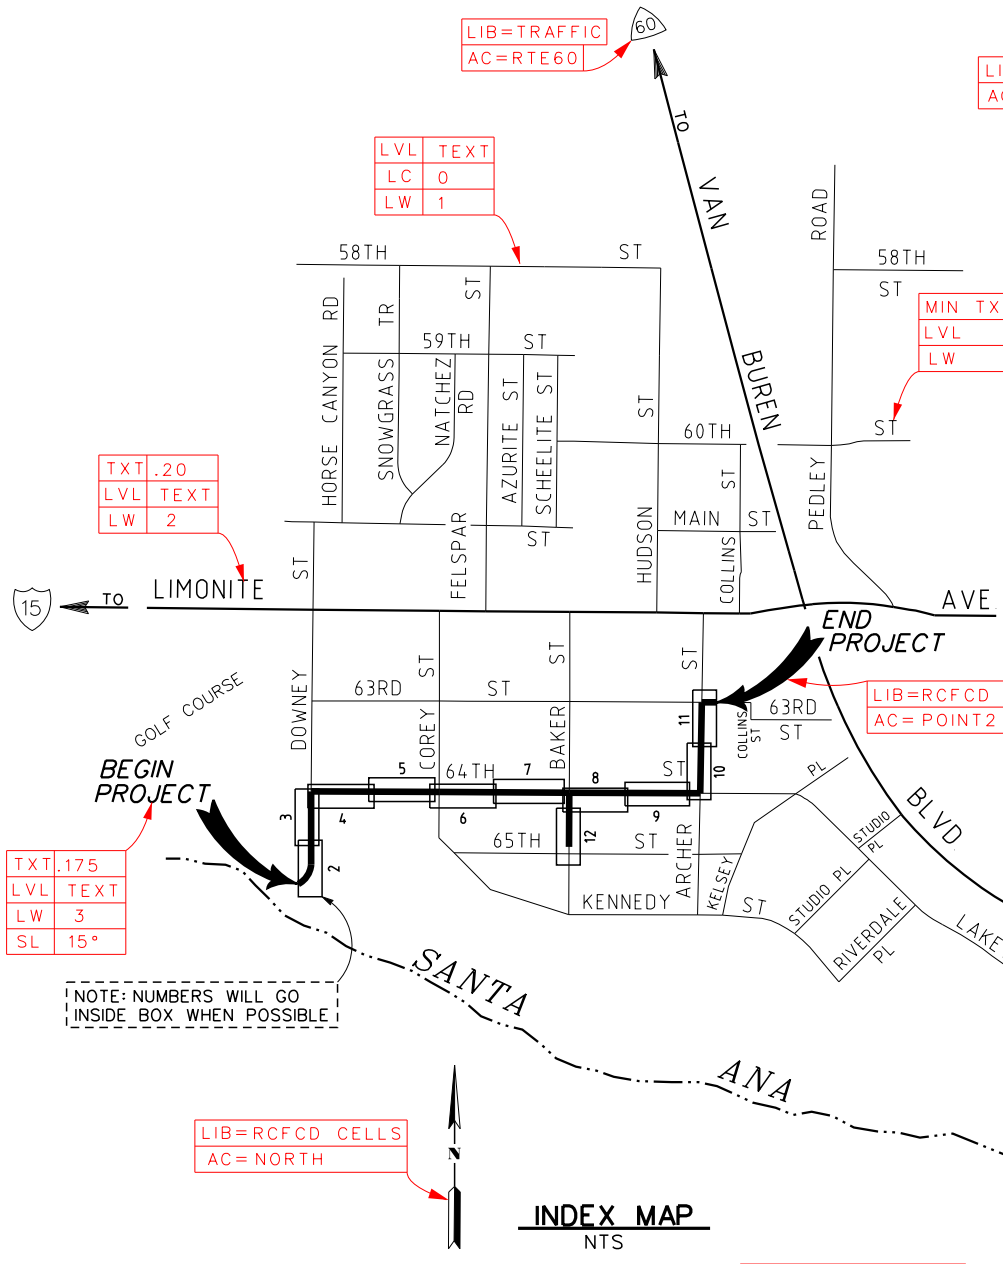 LIB=TRAFFIC
AC=RTE60
60
TO
LVL TEXT
LC 0
LW 1
VAN
BUREN
BLVD
58TH ST
ROAD
58TH
ST
MIN TX
LVL
LW
HORSE CANYON RD
SNOWGRASS TR
59TH ST
NATCHEZ
RD
ST
AZURITE ST
SCHEELITE ST
ST
60TH
ST
TXT .20
LVL TEXT
LW 2
FELSPAR
ST
HUDSON
MAIN ST
COLLINS
ST
PEDLEY
15
TO
LIMONITE
AVE
ST
END
PROJECT
LIB=RCFCD
AC=POINT2
GOLF COURSE
DOWNEY
63RD ST
COREY
ST
BAKER
ST
ST
63RD
ST
COLLINS
ST
BEGIN
PROJECT
64TH
ST
2
3
4
5
6
7
8
9
10
11
12
65TH ST
ARCHER
KELSEY
PL
STUDIO
PL
STUDIO PL
RIVERDALE
PL
LAKE
KENNEDY ST
TXT .175
LVL TEXT
LW 3
SL 15°
NOTE: NUMBERS WILL GO
INSIDE BOX WHEN POSSIBLE
SANTA
ANA
LIB=RCFCD CELLS
AC=NORTH
N
INDEX MAP
NTS